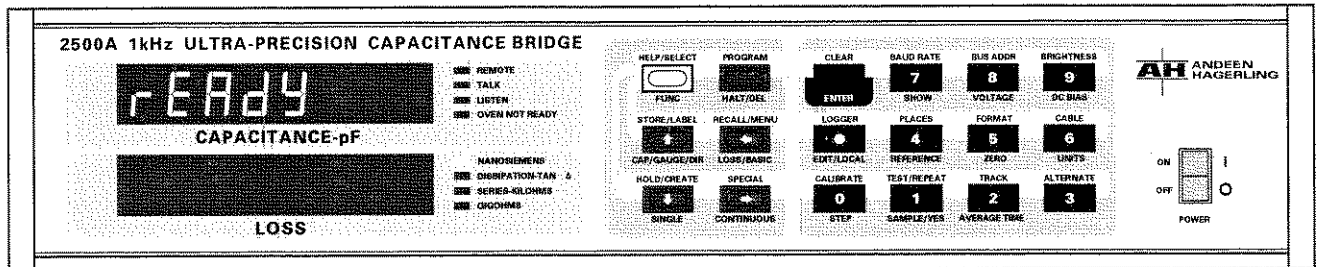 2500A 1kHz ULTRA-PRECISION CAPACITANCE BRIDGE
rEAdy
CAPACITANCE-pF
REMOTE
TALK
LISTEN
OVEN NOT READY
LOSS
NANOSIEMENS
DISSIPATION-TAN δ
SERIES-KILOHMS
GIGOHMS
HELP/SELECT PROGRAM
FUNC HALT/DEL
STORE/LABEL RECALL/MENU
CAP/GAUGE/DIR LOSS/BASIC
HOLD/CREATE SPECIAL
SINGLE CONTINUOUS
CLEAR BAUD RATE BUS ADDR BRIGHTNESS
7 8 9
ENTER SHOW VOLTAGE DC BIAS
LOGGER PLACES FORMAT CABLE
4 5 6
EDIT/LOCAL REFERENCE ZERO UNITS
CALIBRATE TEST/REPEAT TRACK ALTERNATE
0 1 2 3
STEP SAMPLE/YES AVERAGE TIME
AH ANDEEN
HAGERLING
ON I
OFF O
POWER